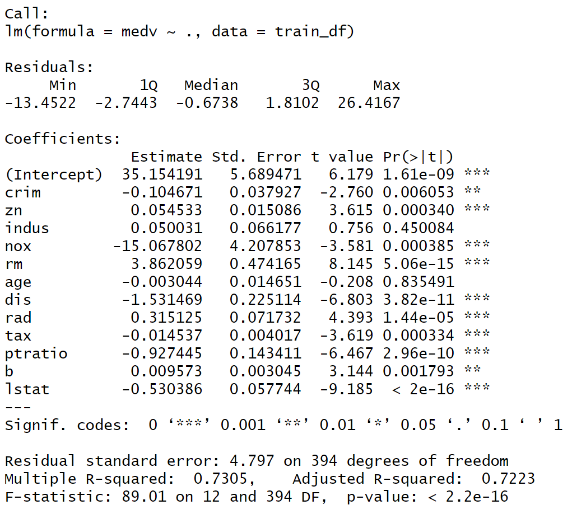 Call:
lm(formula = medv ~ ., data = train_df)
Residuals:
     Min       1Q   Median       3Q      Max
-13.4522  -2.7443  -0.6738   1.8102  26.4167
Coefficients:
              Estimate Std. Error t value Pr(>|t|)
(Intercept)  35.154191   5.689471   6.179 1.61e-09 ***
crim         -0.104671   0.037927  -2.760 0.006053 **
zn            0.054533   0.015086   3.615 0.000340 ***
indus         0.050031   0.066177   0.756 0.450084
nox         -15.067802   4.207853  -3.581 0.000385 ***
rm            3.862059   0.474165   8.145 5.06e-15 ***
age          -0.003044   0.014651  -0.208 0.835491
dis          -1.531469   0.225114  -6.803 3.82e-11 ***
rad           0.315125   0.071732   4.393 1.44e-05 ***
tax          -0.014537   0.004017  -3.619 0.000334 ***
ptratio      -0.927445   0.143411  -6.467 2.96e-10 ***
b             0.009573   0.003045   3.144 0.001793 **
lstat        -0.530386   0.057744  -9.185  < 2e-16 ***
---
Signif. codes:  0 ‘***’ 0.001 ‘**’ 0.01 ‘*’ 0.05 ‘.’ 0.1 ‘ ’ 1
Residual standard error: 4.797 on 394 degrees of freedom
Multiple R-squared:  0.7305,    Adjusted R-squared:  0.7223
F-statistic: 89.01 on 12 and 394 DF,  p-value: < 2.2e-16